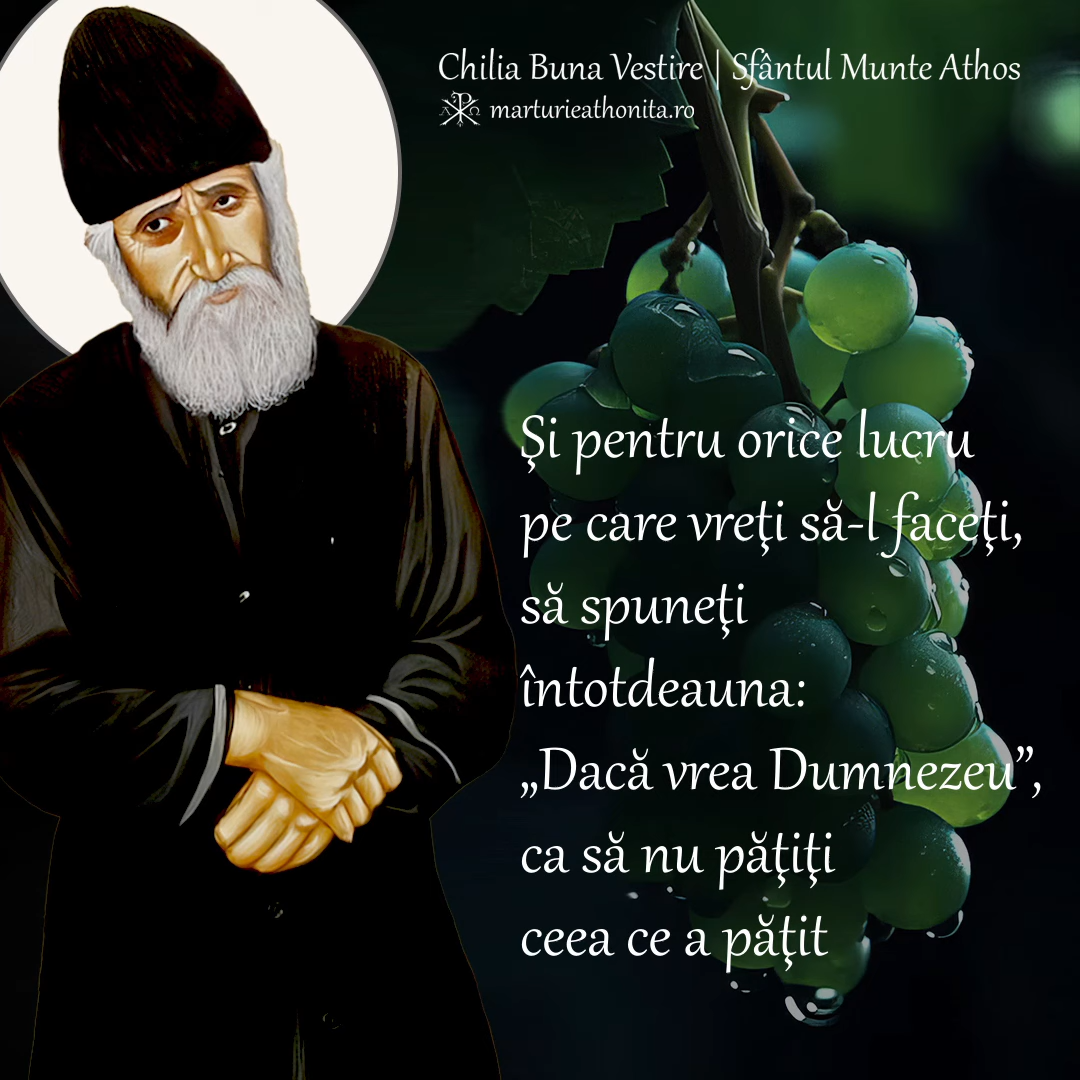 Chilia Buna Vestire | Sfântul Munte Athos
marturieathonita.ro
Şi pentru orice lucru
pe care vreţi să-l faceţi,
să spuneţi
întotdeauna:
„Dacă vrea Dumnezeu”,
ca să nu păţiţi
ceea ce a păţit